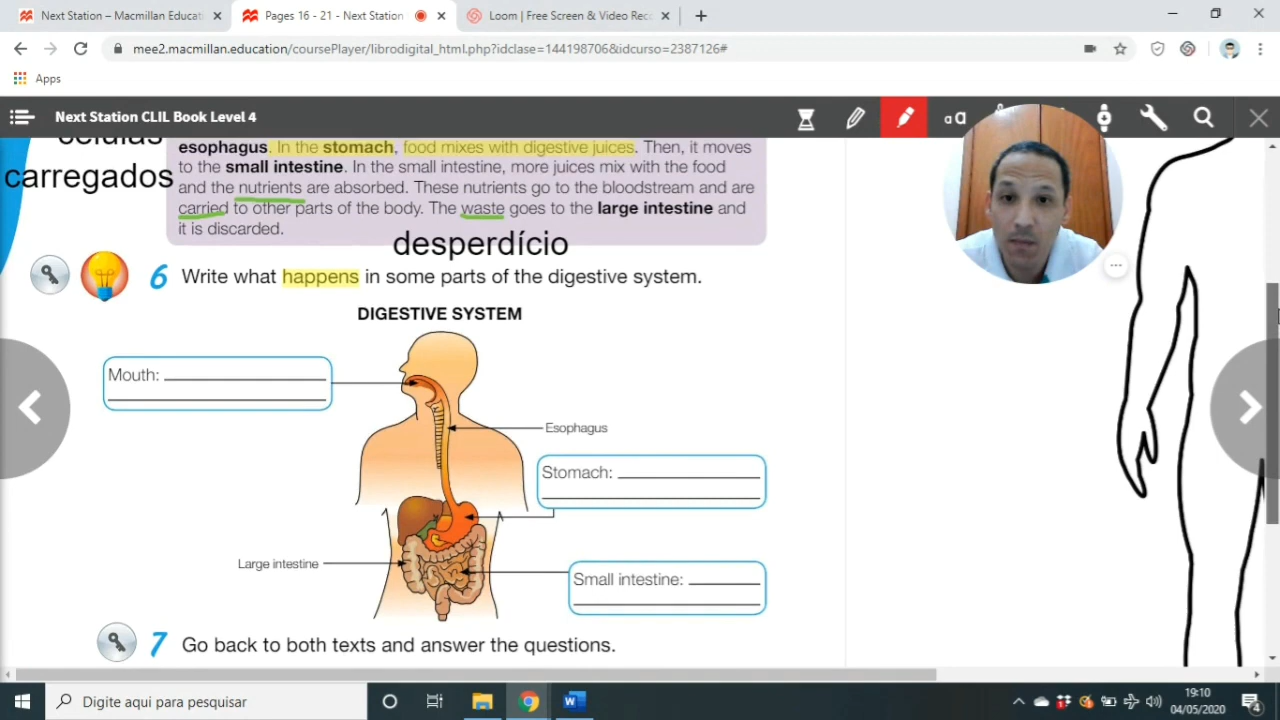 Next Station – Macmillan Educat
Pages 16 - 21 - Next Station
Loom | Free Screen & Video Rec
mee2.macmillan.education/coursePlayer/librodigital_html.php?idclase=144198706&idcurso=2387126#
Apps
Next Station CLIL Book Level 4
aa
células
carregados
esophagus. In the stomach, food mixes with digestive juices. Then, it moves
to the small intestine. In the small intestine, more juices mix with the food
and the nutrients are absorbed. These nutrients go to the bloodstream and are
carried to other parts of the body. The waste goes to the large intestine and
it is discarded.
desperdício
6 Write what happens in some parts of the digestive system.
DIGESTIVE SYSTEM
Mouth:
Esophagus
Stomach:
Large intestine
Small intestine:
7 Go back to both texts and answer the questions.
Digite aqui para pesquisar
19:10
04/05/2020
4